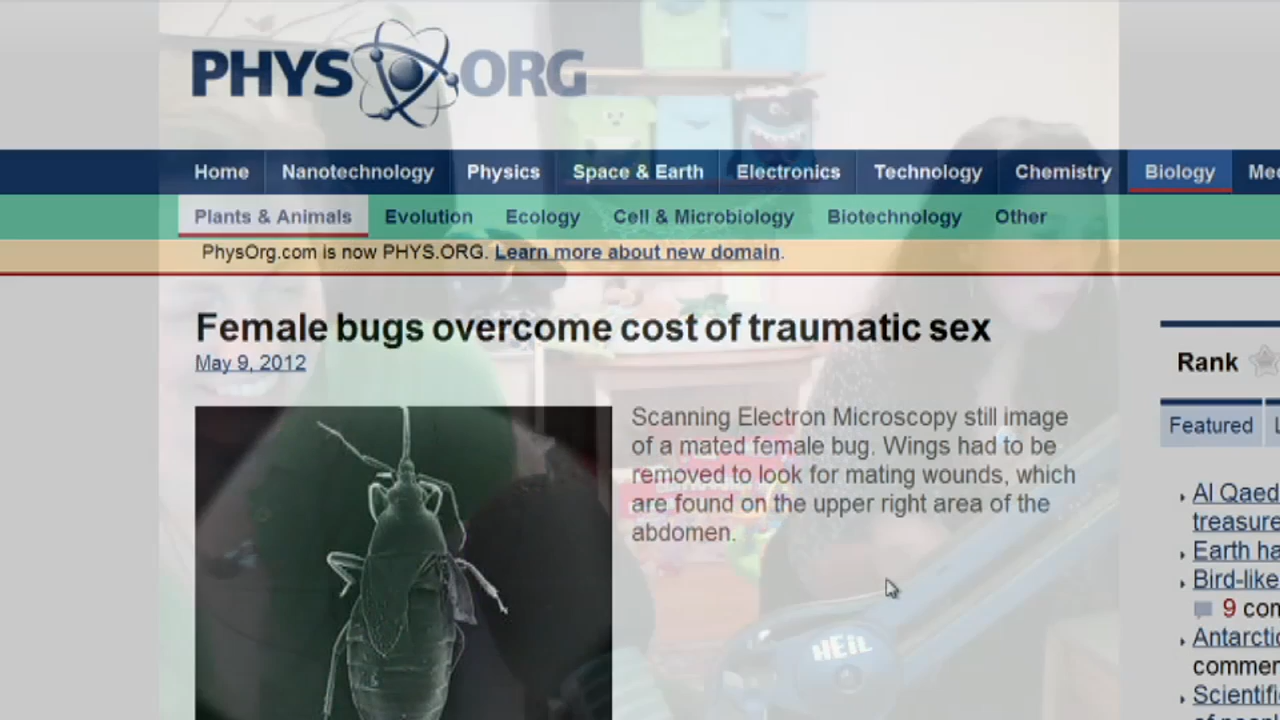 PHYS ORG
Home Nanotechnology Physics Space & Earth Electronics Technology Chemistry Biology
Plants & Animals Evolution Ecology Cell & Microbiology Biotechnology Other
PhysOrg.com is now PHYS.ORG. Learn more about new domain.
Female bugs overcome cost of traumatic sex
May 9, 2012
Scanning Electron Microscopy still image
of a mated female bug. Wings had to be
removed to look for mating wounds, which
are found on the upper right area of the
abdomen.
Rank
Featured
Al Qaed
treasure
Earth ha
Bird-like
9 com
Antarctic
commen
Scientifi
HEIL